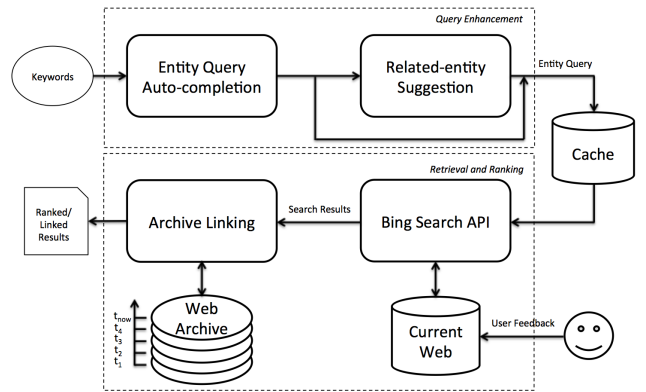 Query Enhancement
Keywords
Entity Query
Auto-completion
Related-entity
Suggestion
Entity Query
Cache
Retrieval and Ranking
Ranked/
Linked
Results
Archive Linking
Search Results
Bing Search API
Web
Archive
tnow
t4
t3
t2
t1
Current
Web
User Feedback